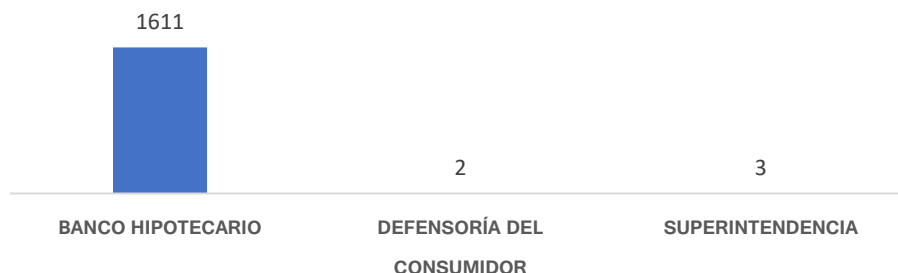 1611
2
3
BANCO HIPOTECARIO
DEFENSORÍA DEL
CONSUMIDOR
SUPERINTENDENCIA